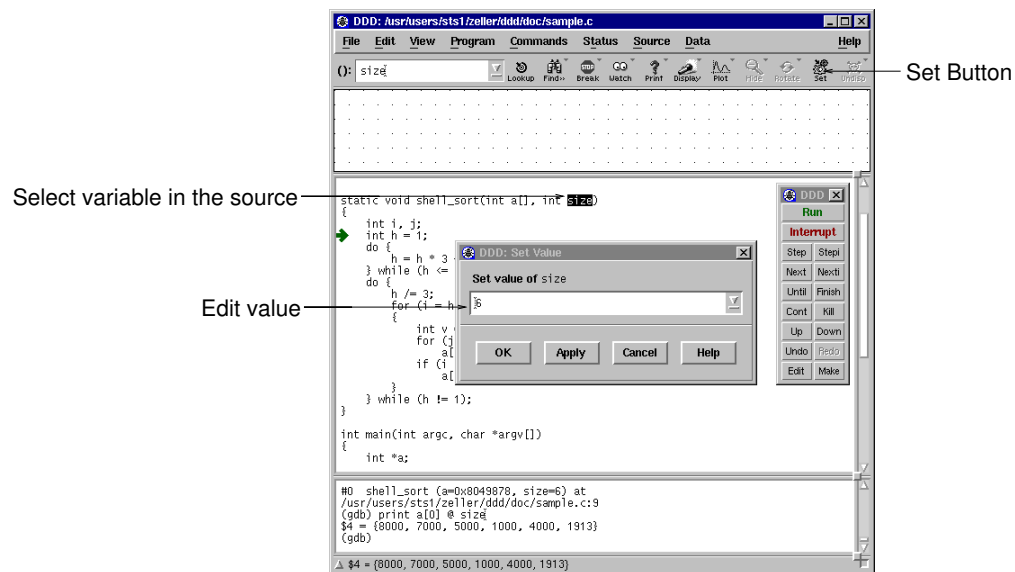 DDD: /usr/users/sts1/zeller/ddd/doc/sample.c
File Edit View Program Commands Status Source Data Help
(): size
Lookup Find>> Break Watch Print Display Plot Hide Rotate Set Undisp
Set Button
Select variable in the source
static void shell_sort(int a[], int size)
{
int i, j;
int h = 1;
do {
h = h * 3
} while (h <=
do {
h /= 3;
for (i = h
{
int v
for (j
a[
if (i
a[
}
} while (h != 1);
}
int main(int argc, char *argv[])
{
int *a;
DDD: Set Value
Set value of size
Edit value
6
OK Apply Cancel Help
DDD
Run
Interrupt
Step Stepi
Next Nexti
Until Finish
Cont Kill
Up Down
Undo Redo
Edit Make
#0 shell_sort (a=0x8049878, size=6) at
/usr/users/sts1/zeller/ddd/doc/sample.c:9
(gdb) print a[0] @ size
$4 = {8000, 7000, 5000, 1000, 4000, 1913}
(gdb)
$4 = {8000, 7000, 5000, 1000, 4000, 1913}